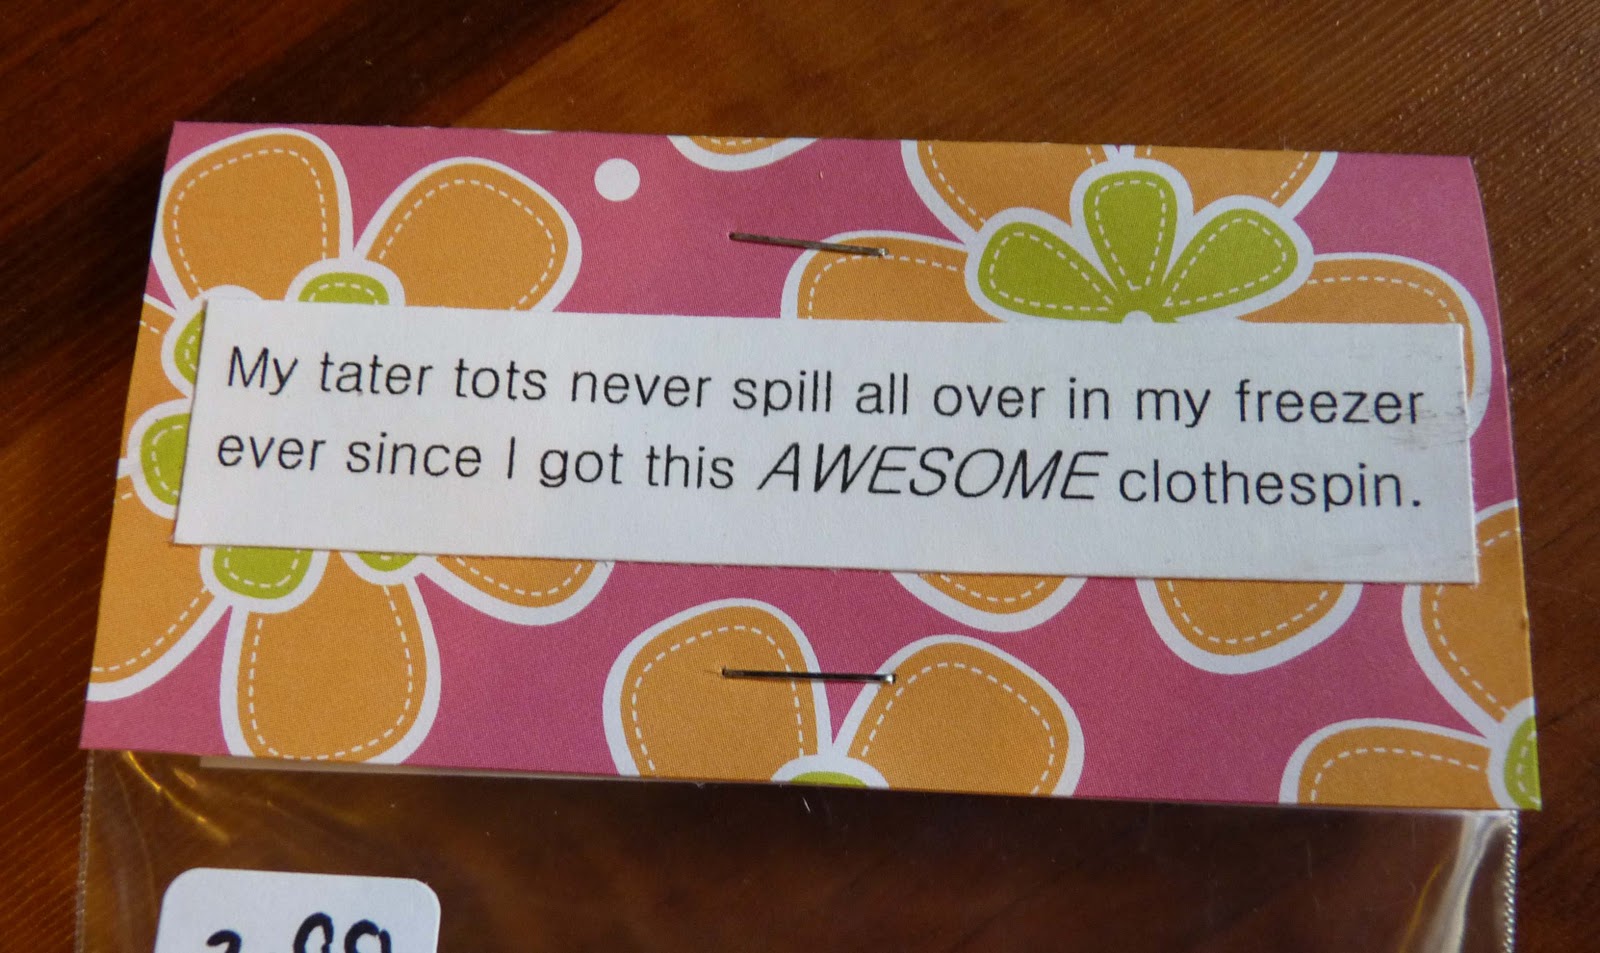 My tater tots never spill all over in my freezer
ever since I got this AWESOME clothespin.